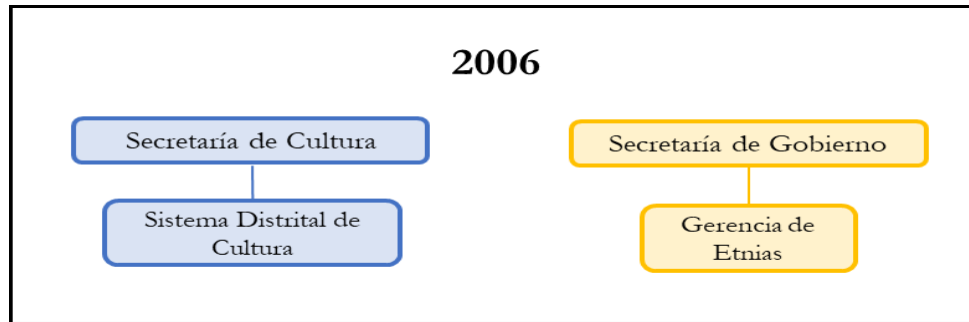 2006
Secretaría de Cultura
Secretaría de Gobierno
Sistema Distrital de
Cultura
Gerencia de
Etnias